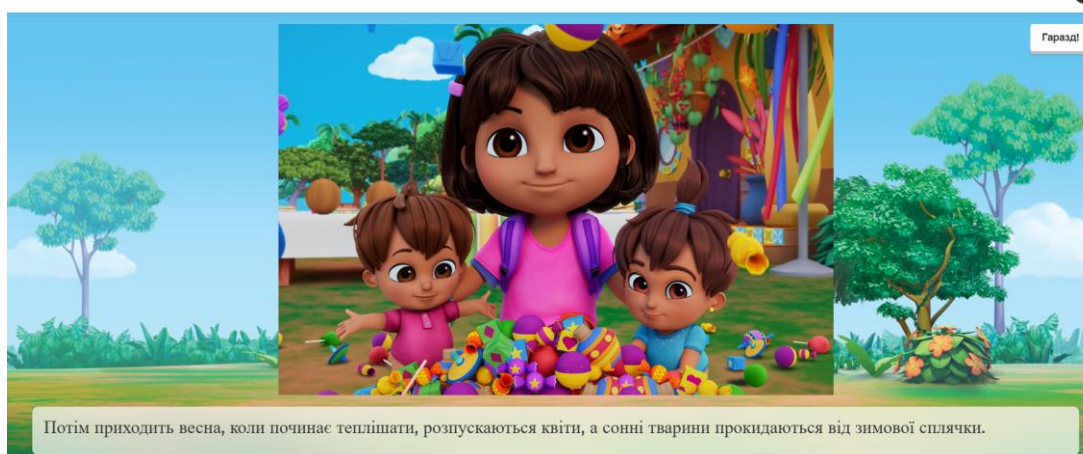 Гаразд!
Потім приходить весна, коли починає теплішати, розпускаються квіти, а сонні тварини прокидаються від зимової сплячки.